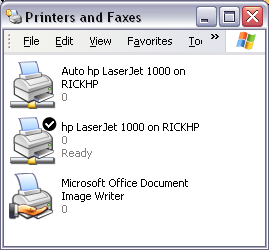 Printers and Faxes
File Edit View Favorites To »
Auto hp LaserJet 1000 on
RICKHP
0
hp LaserJet 1000 on RICKHP
0
Ready
Microsoft Office Document
Image Writer
0